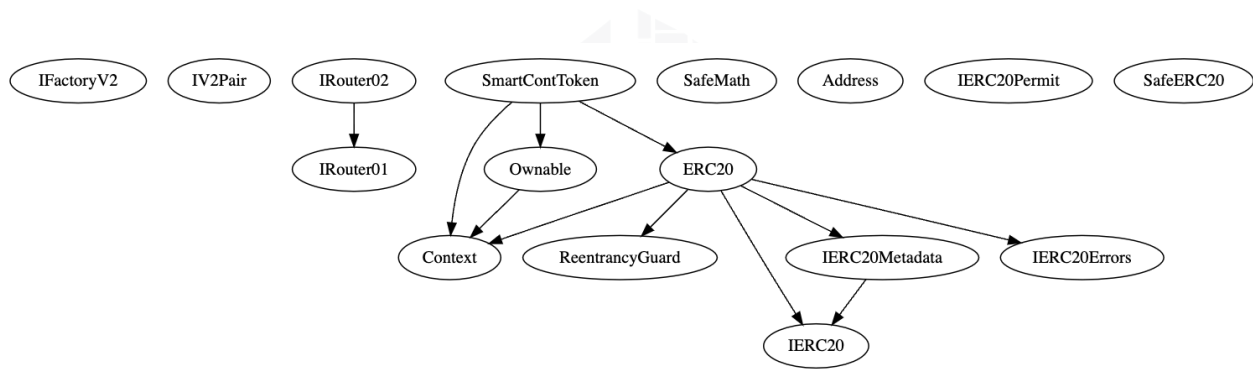 IFactoryV2
IV2Pair
IRouter02
SmartContToken
SafeMath
Address
IERC20Permit
SafeERC20
IRouter01
Ownable
ERC20
Context
ReentrancyGuard
IERC20Metadata
IERC20Errors
IERC20